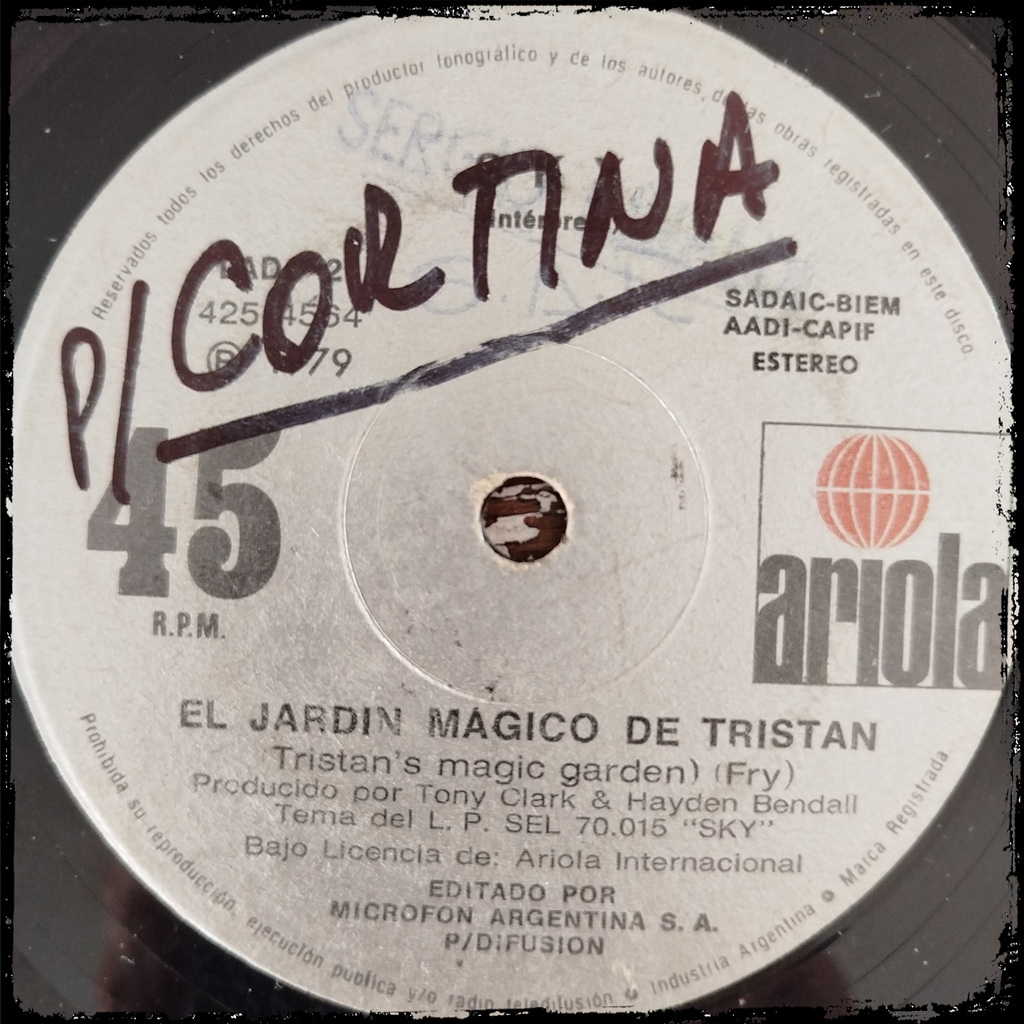 Reservados todos los derechos del productor fonográfico y de los autores, de las obras registradas en este disco
P/CORTINA
SADAIC-BIEM
AADI-CAPIF
ESTEREO
45
R.P.M.
ariola
EL JARDIN MAGICO DE TRISTAN
Tristan's magic garden) (Fry)
Producido por Tony Clark & Hayden Bendall
Tema del L. P. SEL 70.015 "SKY"
Bajo Licencia de: Ariola Internacional
EDITADO POR
MICROFON ARGENTINA S. A.
P/DIFUSION
Prohibida su reproducción, ejecución publica y/o radio teledifusión
Industria Argentina
Marca Registrada